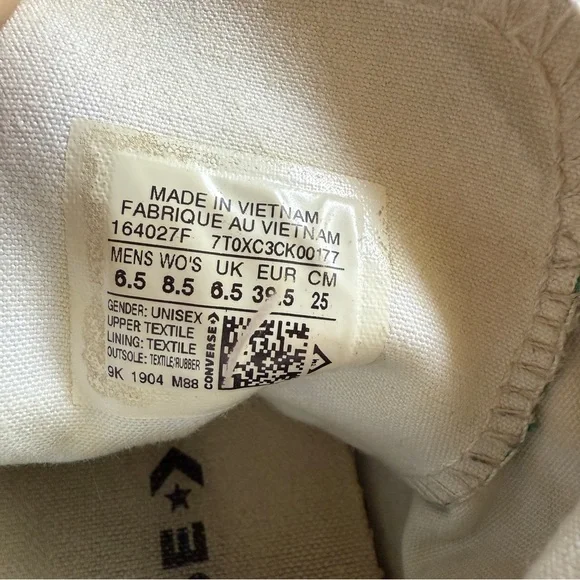 MADE IN VIETNAM
FABRIQUE AU VIETNAM
164027F 7T0XC3CK00177
MENS WO'S UK EUR CM
6.5 8.5 6.5 39.5 25
GENDER: UNISEX
UPPER TEXTILE
LINING: TEXTILE
OUTSOLE: TEXTILE/RUBBER
9K 1904 M88
CONVERSE
E